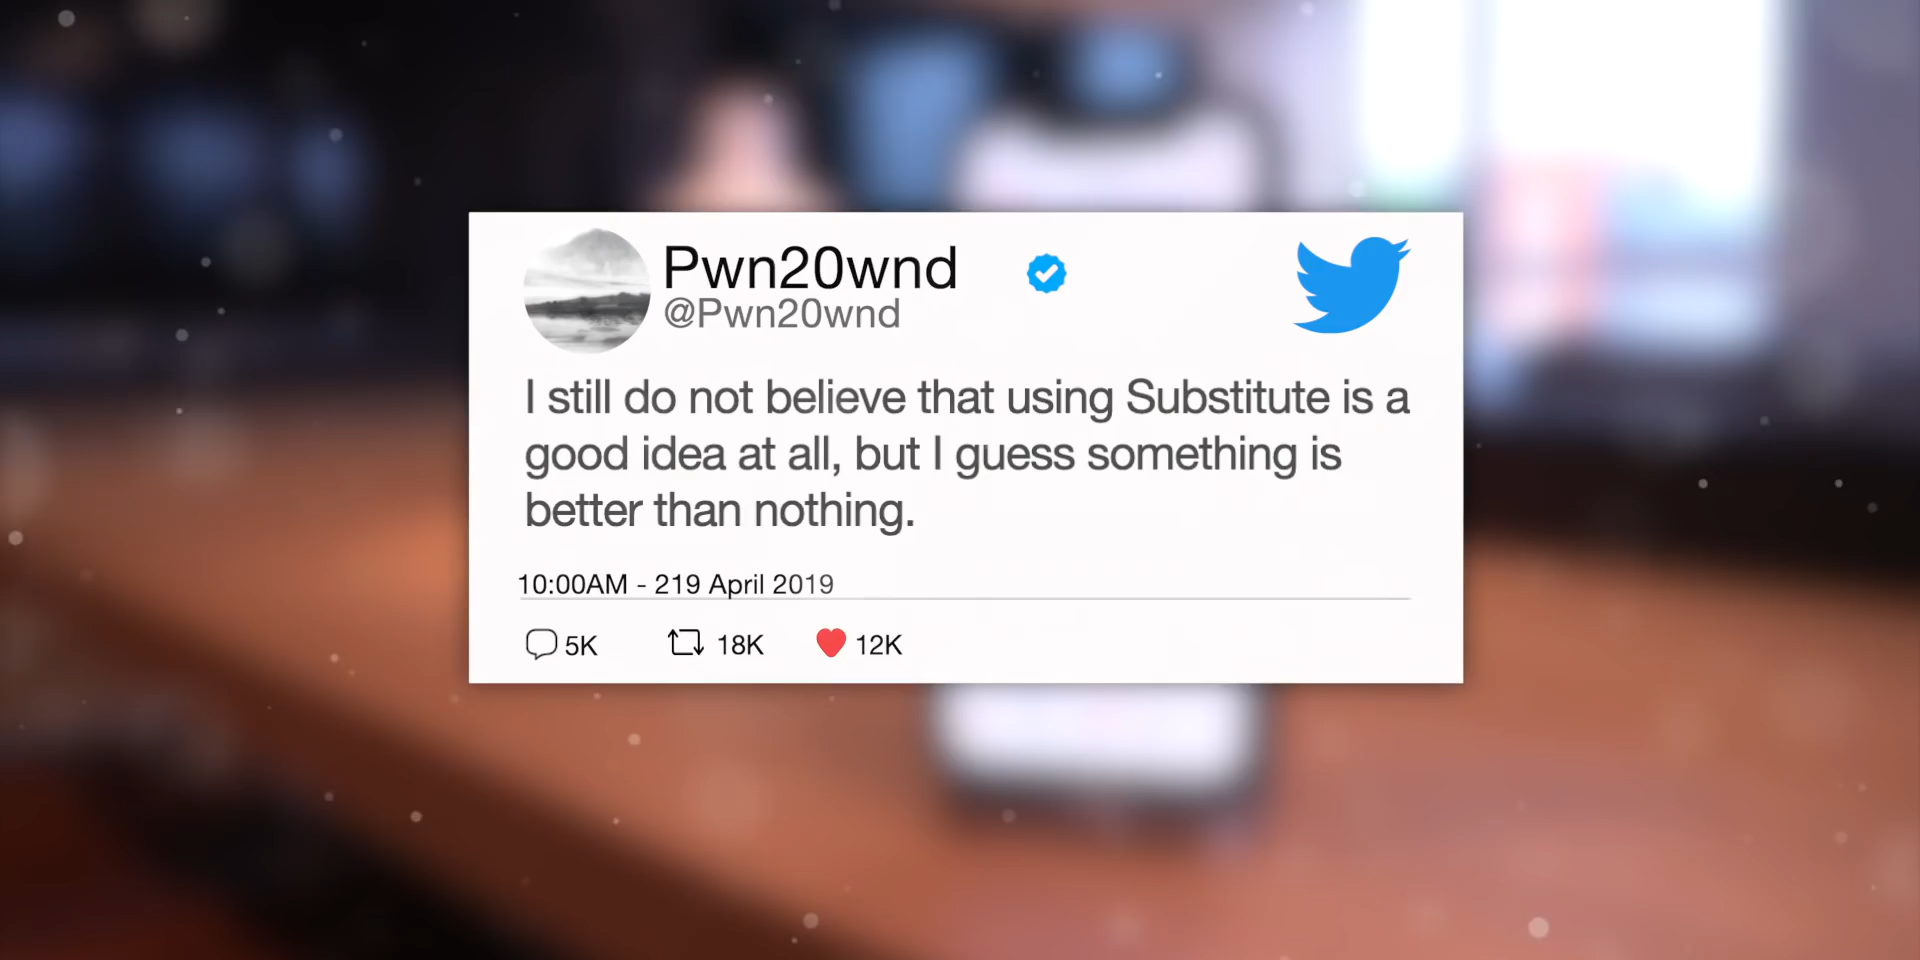 Pwn20wnd
@Pwn20wnd
I still do not believe that using Substitute is a
good idea at all, but I guess something is
better than nothing.
10:00AM - 219 April 2019
5K 18K 12K